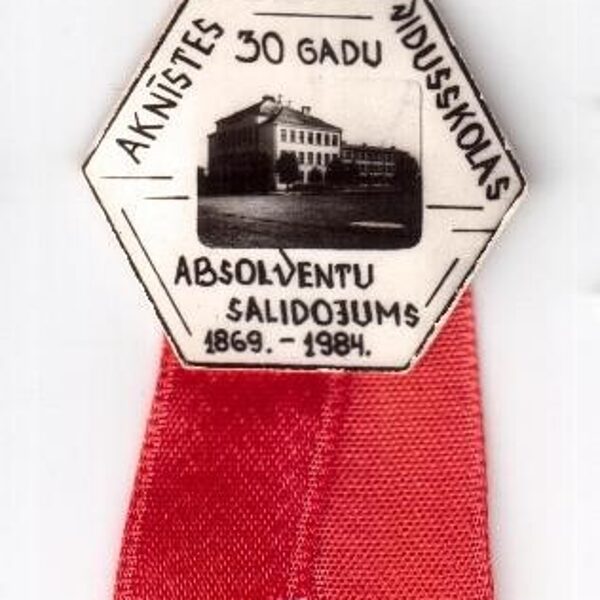 AKNĪSTES
30 GADU
VIDUSSKOLAS
ABSOLVENTU
SALIDOJUMS
1869. - 1984.